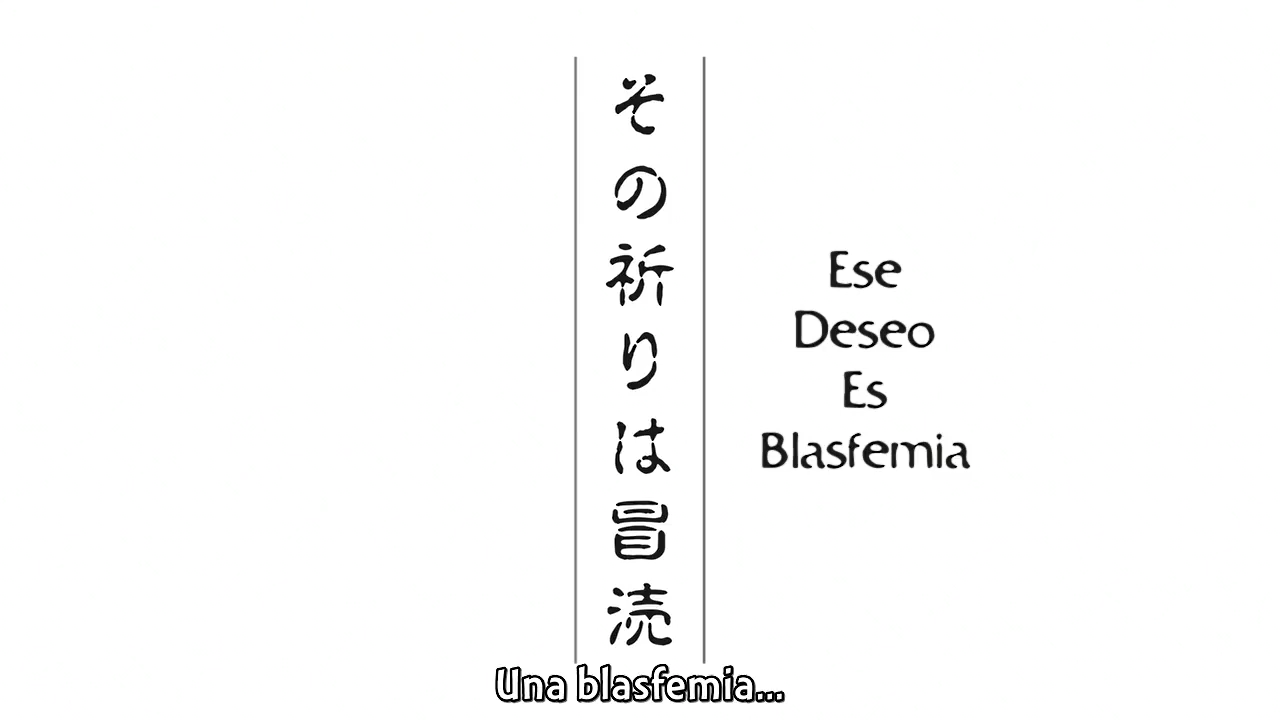 その祈りは冒涜
Ese
Deseo
Es
Blasfemia
Una blasfemia...